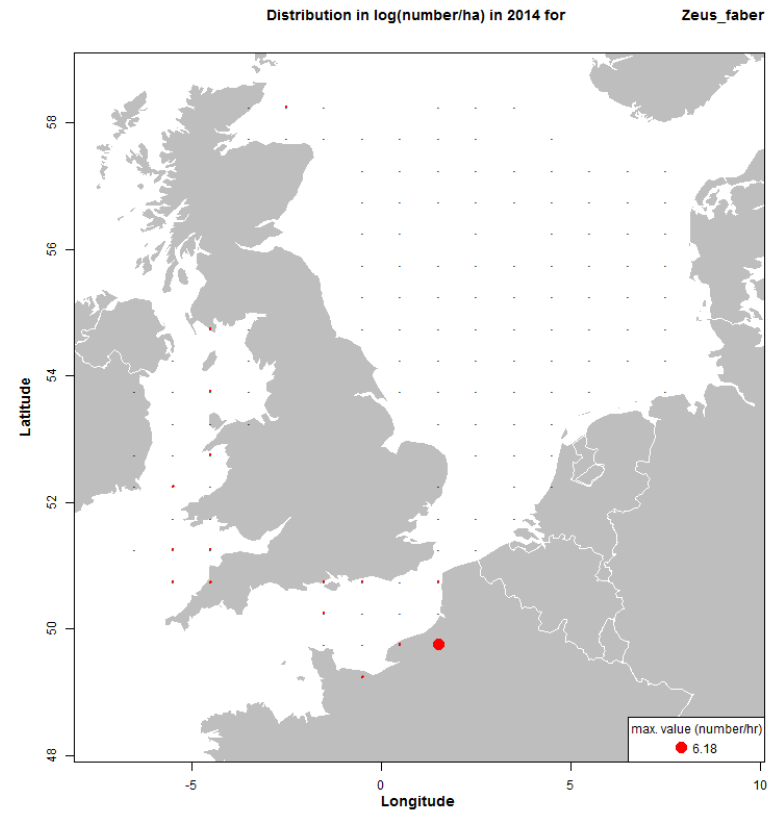 Distribution in log(number/ha) in 2014 for Zeus_faber
58
56
54
52
50
48
Latitude
-5 0 5 10
Longitude
max. value (number/hr)
6.18